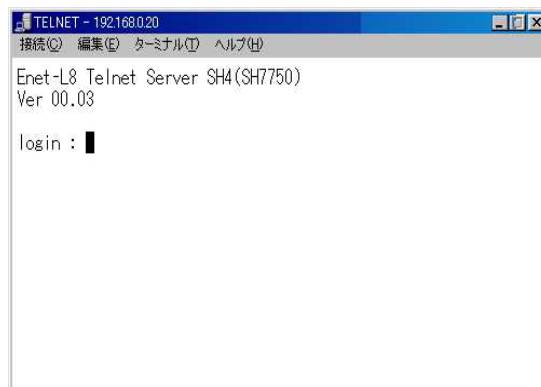 TELNET - 192.168.0.20
接続(C) 編集(E) ターミナル(T) ヘルプ(H)
Enet-L8 Telnet Server SH4(SH7750)
Ver 00.03
login :